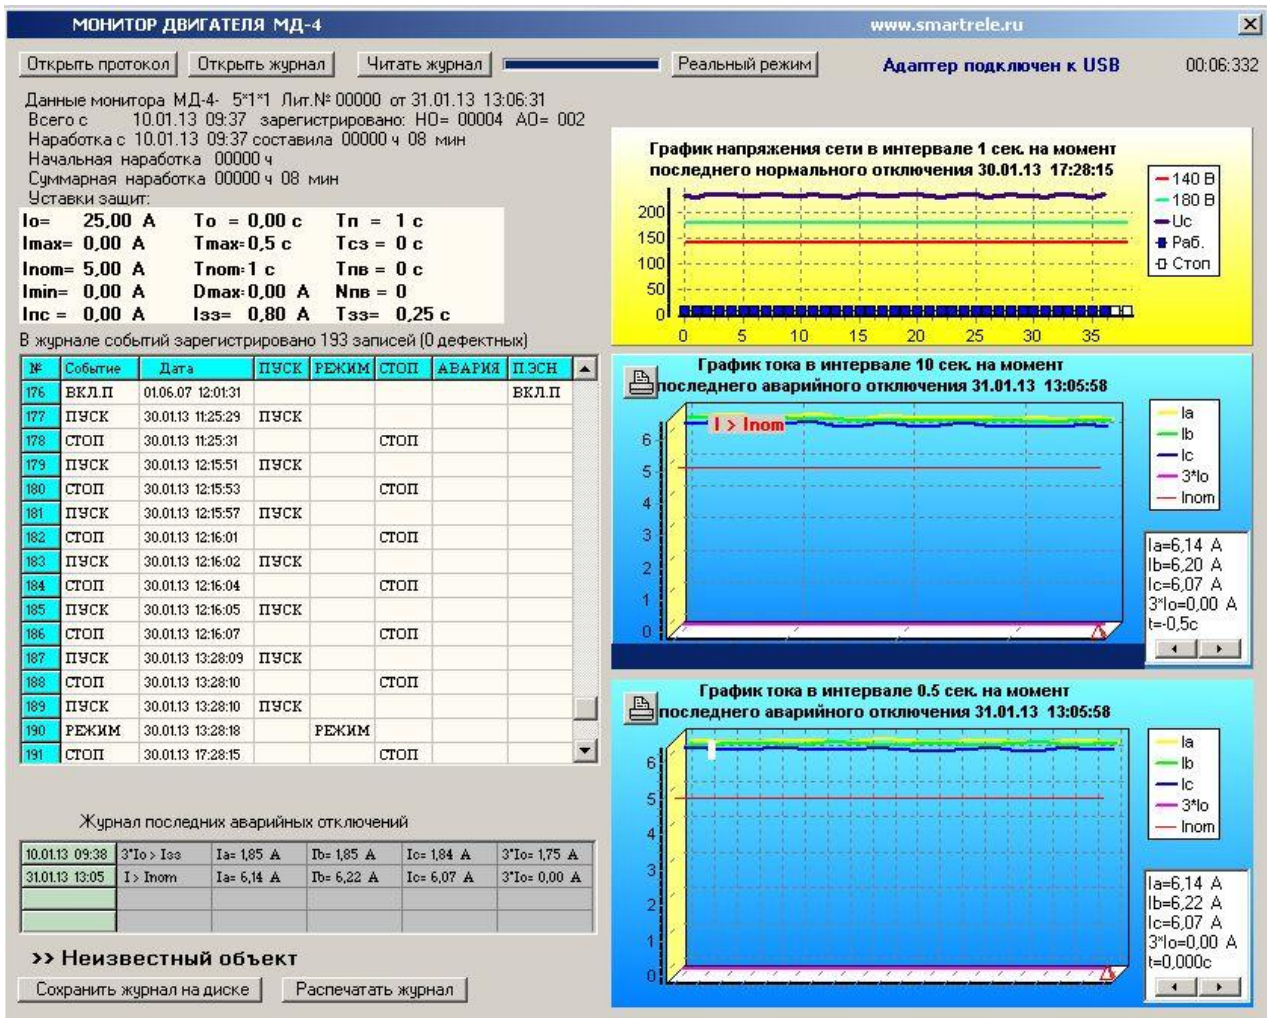 МОНИТОР ДВИГАТЕЛЯ МД-4 www.smartrele.ru
Открыть протокол Открыть журнал Читать журнал Реальный режим Адаптер подключен к USB 00:06:332
Данные монитора МД-4- 5*1*1 Лит.№ 00000 от 31.01.13 13:06:31
Всего с 10.01.13 09:37 зарегистрировано: НО= 00004 АО= 002
Наработка с 10.01.13 09:37 составила 00000 ч 08 мин
Начальная наработка 00000 ч
Суммарная наработка 00000 ч 08 мин
Уставки защит:
Io= 25,00 А То = 0,00 с Тп = 1 с
Imax= 0,00 А Tmax= 0,5 с Тсз = 0 с
Inom= 5,00 А Tnom= 1 с Тпв = 0 с
Imin= 0,00 А Dmax= 0,00 А Nпв = 0
Iпс = 0,00 А Iзз= 0,80 А Тзз= 0,25 с
В журнале событий зарегистрировано 193 записей (0 дефектных)
№ Событие Дата ПУСК РЕЖИМ СТОП АВАРИЯ П.ЭСН
176 ВКЛ.П 01.06.07 12:01:31 ВКЛ.П
177 ПУСК 30.01.13 11:25:29 ПУСК
178 СТОП 30.01.13 11:25:31 СТОП
179 ПУСК 30.01.13 12:15:51 ПУСК
180 СТОП 30.01.13 12:15:53 СТОП
181 ПУСК 30.01.13 12:15:57 ПУСК
182 СТОП 30.01.13 12:16:01 СТОП
183 ПУСК 30.01.13 12:16:02 ПУСК
184 СТОП 30.01.13 12:16:04 СТОП
185 ПУСК 30.01.13 12:16:05 ПУСК
186 СТОП 30.01.13 12:16:07 СТОП
187 ПУСК 30.01.13 13:28:09 ПУСК
188 СТОП 30.01.13 13:28:10 СТОП
189 ПУСК 30.01.13 13:28:10 ПУСК
190 РЕЖИМ 30.01.13 13:28:18 РЕЖИМ
191 СТОП 30.01.13 17:28:15 СТОП
Журнал последних аварийных отключений
10.01.13 09:38 3*Io > Iзз Ia= 1,85 А Ib= 1,85 А Ic= 1,84 А 3*Io= 1,75 А
31.01.13 13:05 I > Inom Ia= 6,14 А Ib= 6,22 А Ic= 6,07 А 3*Io= 0,00 А
>> Неизвестный объект
Сохранить журнал на диске Распечатать журнал
График напряжения сети в интервале 1 сек. на момент
последнего нормального отключения 30.01.13 17:28:15
200
150
100
50
0
0 5 10 15 20 25 30 35
140 В
180 В
Uc
Раб.
Стоп
График тока в интервале 10 сек. на момент
последнего аварийного отключения 31.01.13 13:05:58
I > Inom
6
5
4
3
2
1
0
Ia
Ib
Ic
3*Io
Inom
Ia=6,14 А
Ib=6,20 А
Ic=6,07 А
3*Io=0,00 А
t=-0,5с
График тока в интервале 0.5 сек. на момент
последнего аварийного отключения 31.01.13 13:05:58
6
5
4
3
2
1
0
Ia
Ib
Ic
3*Io
Inom
Ia=6,14 А
Ib=6,22 А
Ic=6,07 А
3*Io=0,00 А
t=0,000с